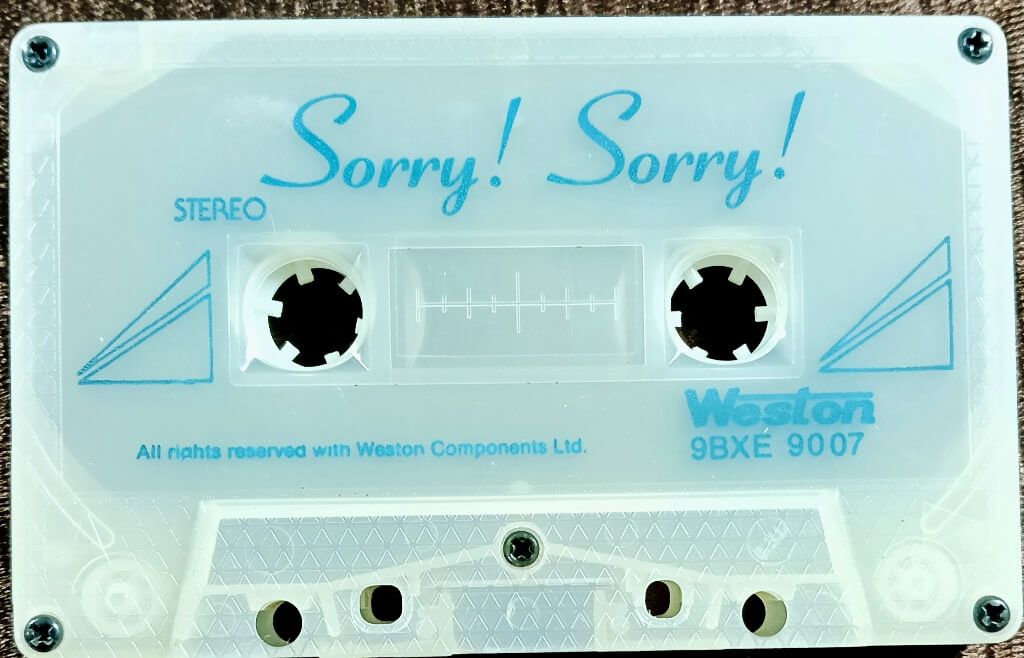 Sorry! Sorry!
STEREO
Weston
9BXE 9007
All rights reserved with Weston Components Ltd.